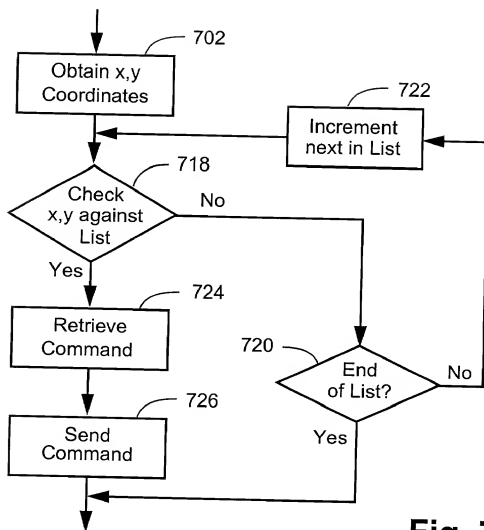 702
Obtain x,y
Coordinates
722
Increment
next in List
718
Check
x,y against
List
No
Yes
724
Retrieve
Command
720
End
of List?
No
726
Send
Command
Yes
Fig.